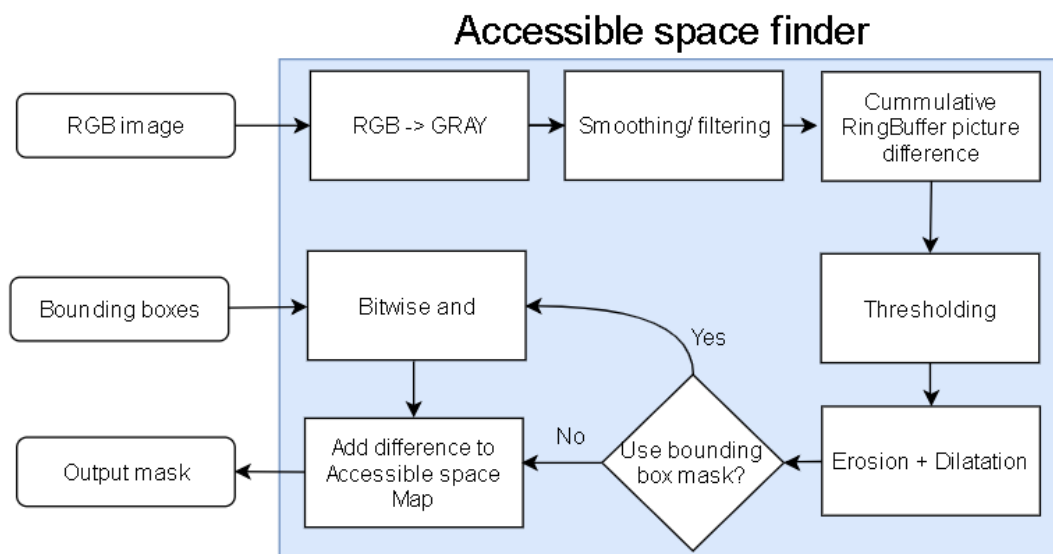 Accessible space finder
RGB image
RGB -> GRAY
Smoothing/ filtering
Cummulative
RingBuffer picture
difference
Bounding boxes
Bitwise and
Yes
Thresholding
Output mask
Add difference to
Accessible space
Map
No
Use bounding
box mask?
Erosion + Dilatation